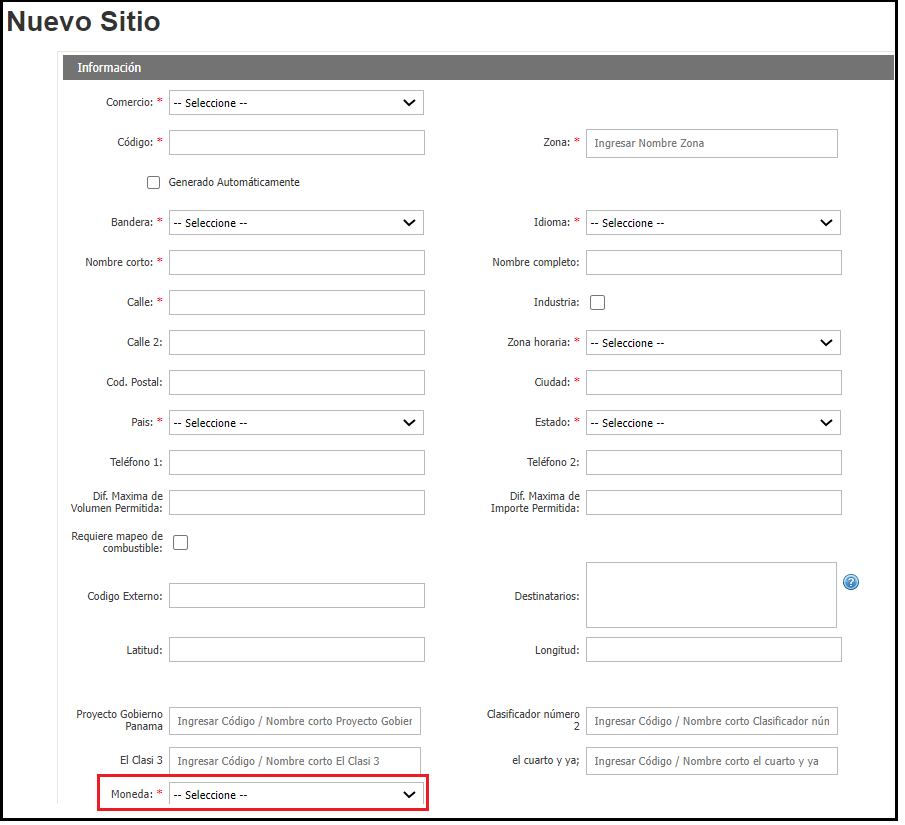 Nuevo Sitio
Información
Comercio: * -- Seleccione --
Código: *
Zona: * Ingresar Nombre Zona
Generado Automáticamente
Bandera: * -- Seleccione --
Idioma: * -- Seleccione --
Nombre corto: *
Nombre completo:
Calle: *
Industria:
Calle 2:
Zona horaria: * -- Seleccione --
Cod. Postal:
Ciudad: *
Pais: * -- Seleccione --
Estado: * -- Seleccione --
Teléfono 1:
Teléfono 2:
Dif. Maxima de
Volumen Permitida:
Dif. Maxima de
Importe Permitida:
Requiere mapeo de
combustible:
Codigo Externo:
Destinatarios:
?
Latitud:
Longitud:
Proyecto Gobierno
Panama
Ingresar Código / Nombre corto Proyecto Gobier
Clasificador número
2
Ingresar Código / Nombre corto Clasificador nún
El Clasi 3
Ingresar Código / Nombre corto El Clasi 3
el cuarto y ya;
Ingresar Código / Nombre corto el cuarto y ya
Moneda: * -- Seleccione --